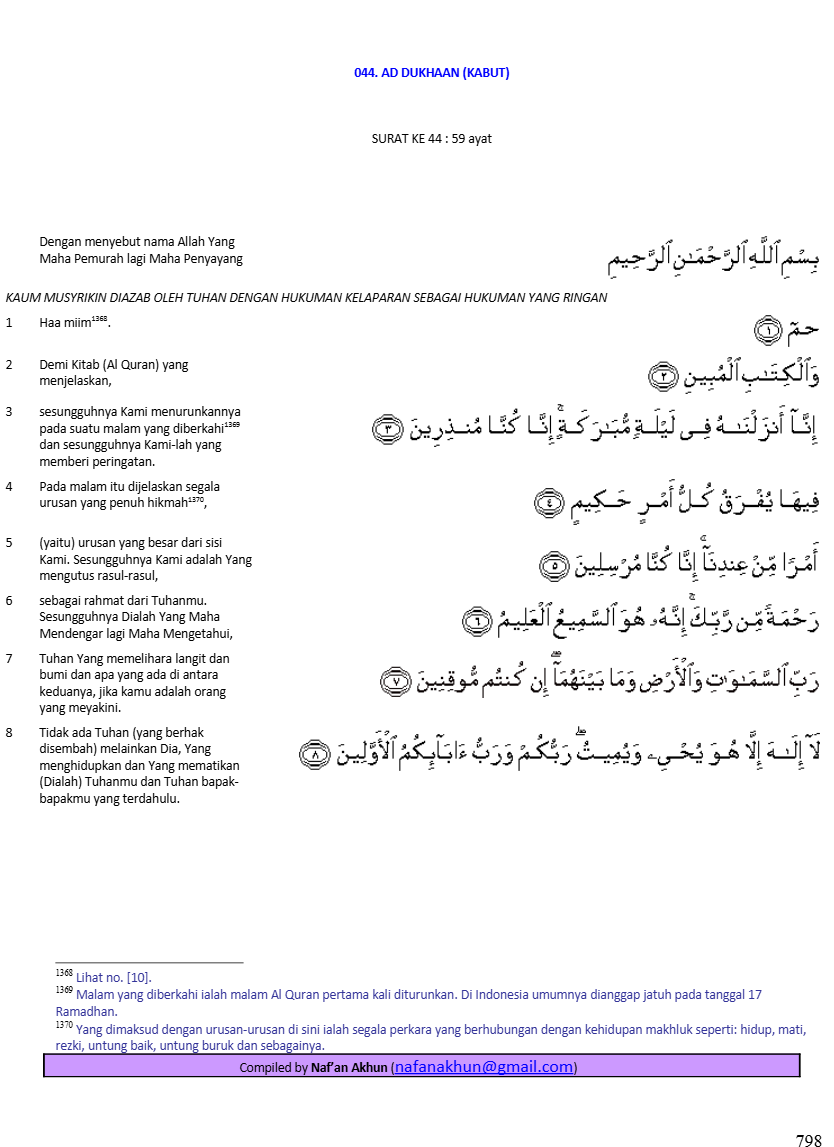 044. AD DUKHAAN (KABUT)
SURAT KE 44 : 59 ayat
Dengan menyebut nama Allah Yang
Maha Pemurah lagi Maha Penyayang
بِسْمِ ٱللَّهِ ٱلرَّحْمَـٰنِ ٱلرَّحِيمِ
KAUM MUSYRIKIN DIAZAB OLEH TUHAN DENGAN HUKUMAN KELAPARAN SEBAGAI HUKUMAN YANG RINGAN
1 Haa miim¹³⁶⁸.
حمٓ ١
2 Demi Kitab (Al Quran) yang
menjelaskan,
وَٱلْكِتَـٰبِ ٱلْمُبِينِ ٢
3 sesungguhnya Kami menurunkannya
pada suatu malam yang diberkahi¹³⁶⁹
dan sesungguhnya Kami-lah yang
memberi peringatan.
إِنَّآ أَنزَلْنَـٰهُ فِى لَيْلَةٍ مُّبَـٰرَكَةٍ ۚ إِنَّا كُنَّا مُنذِرِينَ ٣
4 Pada malam itu dijelaskan segala
urusan yang penuh hikmah¹³⁷⁰,
فِيهَا يُفْرَقُ كُلُّ أَمْرٍ حَكِيمٍ ٤
5 (yaitu) urusan yang besar dari sisi
Kami. Sesungguhnya Kami adalah Yang
mengutus rasul-rasul,
أَمْرًا مِّنْ عِندِنَآ ۚ إِنَّا كُنَّا مُرْسِلِينَ ٥
6 sebagai rahmat dari Tuhanmu.
Sesungguhnya Dialah Yang Maha
Mendengar lagi Maha Mengetahui,
رَحْمَةً مِّن رَّبِّكَ ۚ إِنَّهُۥ هُوَ ٱلسَّمِيعُ ٱلْعَلِيمُ ٦
7 Tuhan Yang memelihara langit dan
bumi dan apa yang ada di antara
keduanya, jika kamu adalah orang
yang meyakini.
رَبِّ ٱلسَّمَـٰوَٰتِ وَٱلْأَرْضِ وَمَا بَيْنَهُمَآ ۖ إِن كُنتُم مُّوقِنِينَ ٧
8 Tidak ada Tuhan (yang berhak
disembah) melainkan Dia, Yang
menghidupkan dan Yang mematikan
(Dialah) Tuhanmu dan Tuhan bapak-
bapakmu yang terdahulu.
لَآ إِلَـٰهَ إِلَّا هُوَ يُحْىِۦ وَيُمِيتُ ۖ رَبُّكُمْ وَرَبُّ ءَابَآئِكُمُ ٱلْأَوَّلِينَ ٨
1368 Lihat no. [10].
1369 Malam yang diberkahi ialah malam Al Quran pertama kali diturunkan. Di Indonesia umumnya dianggap jatuh pada tanggal 17
Ramadhan.
1370 Yang dimaksud dengan urusan-urusan di sini ialah segala perkara yang berhubungan dengan kehidupan makhluk seperti: hidup, mati,
rezki, untung baik, untung buruk dan sebagainya.
Compiled by Naf'an Akhun (nafanakhun@gmail.com)
798